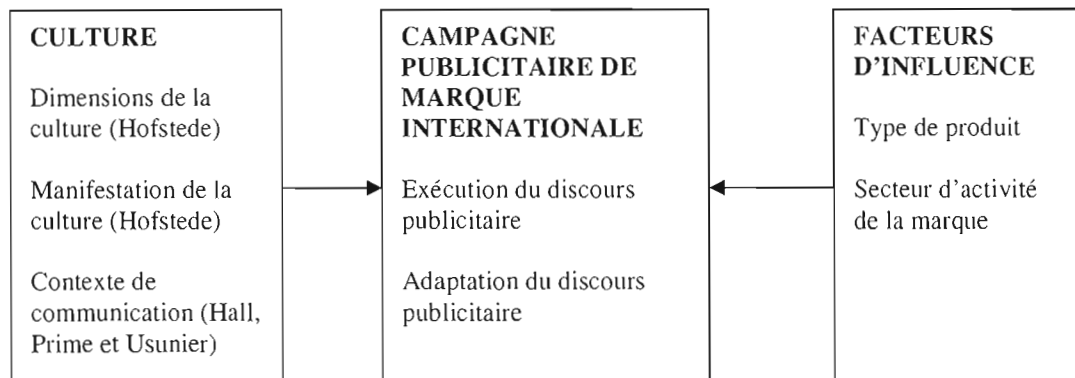 CULTURE
Dimensions de la
culture (Hofstede)
Manifestation de la
culture (Hofstede)
Contexte de
communication (Hall,
Prime et Usunier)
CAMPAGNE
PUBLICITAIRE DE
MARQUE
INTERNATIONALE
Exécution du discours
publicitaire
Adaptation du discours
publicitaire
FACTEURS
D'INFLUENCE
Type de produit
Secteur d'activité
de la marque